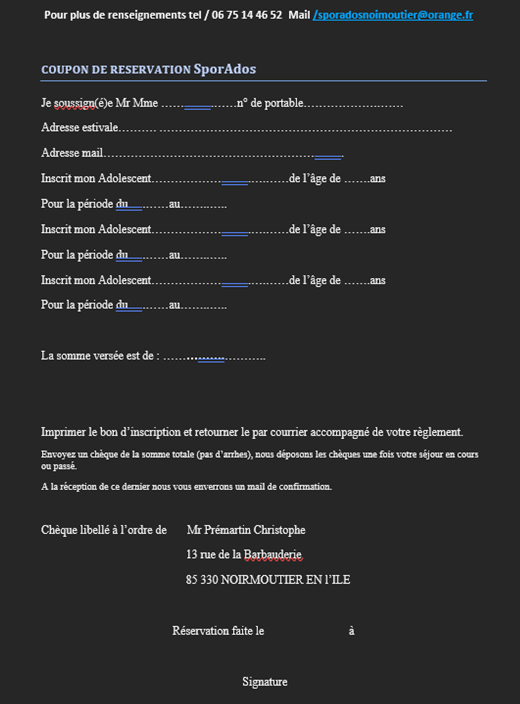 Pour plus de renseignements tel / 06 75 14 46 52 Mail /sporadosnoimoutier@orange.fr
COUPON DE RESERVATION SporAdos
Je soussign(é)e Mr Mme ……………….n° de portable…………………….
Adresse estivale………. ……………………………………………………………….
Adresse mail…………………………………………………………….
Inscrit mon Adolescent……………………………….de l’âge de …….ans
Pour la période du………au………….
Inscrit mon Adolescent……………………………….de l’âge de …….ans
Pour la période du………au………….
Inscrit mon Adolescent……………………………….de l’âge de …….ans
Pour la période du………au………….
La somme versée est de : ………………………..
Imprimer le bon d’inscription et retourner le par courrier accompagné de votre règlement.
Envoyez un chèque de la somme totale (pas d’arrhes), nous déposons les chèques une fois votre séjour en cours
ou passé.
A la réception de ce dernier nous vous enverrons un mail de confirmation.
Chèque libellé à l’ordre de Mr Prémartin Christophe
13 rue de la Barbauderie
85 330 NOIRMOUTIER EN l’ILE
Réservation faite le à
Signature